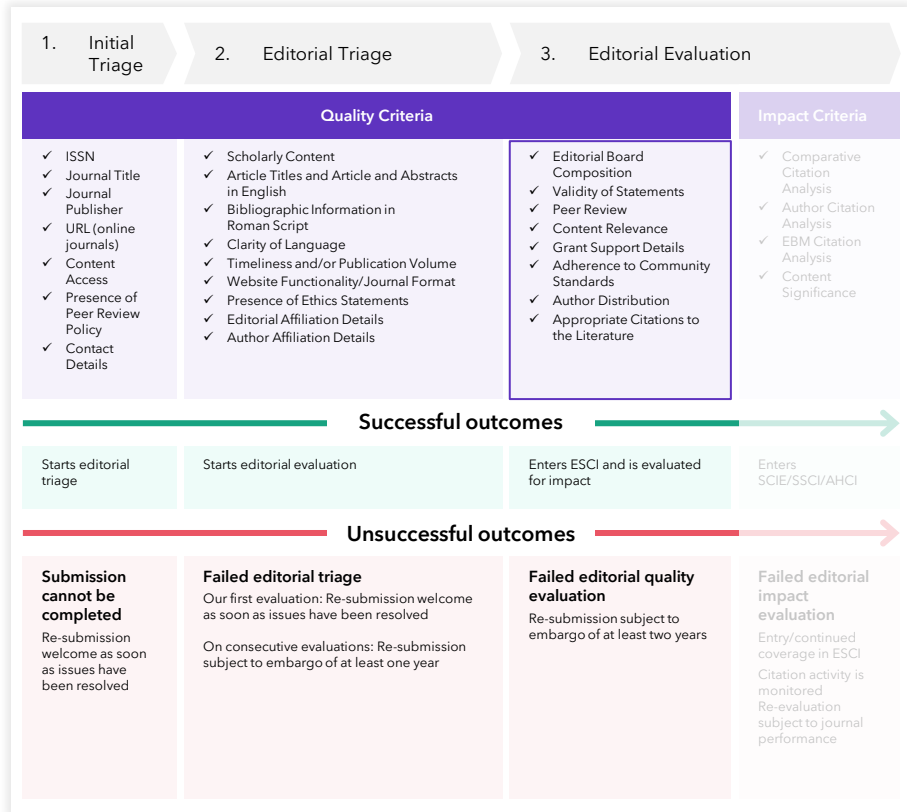 1. Initial
Triage
2. Editorial Triage
3. Editorial Evaluation
Quality Criteria
Impact Criteria
✓ ISSN
✓ Journal Title
✓ Journal
Publisher
✓ URL (online
journals)
✓ Content
Access
✓ Presence of
Peer Review
Policy
✓ Contact
Details
✓ Scholarly Content
✓ Article Titles and Article and Abstracts
in English
✓ Bibliographic Information in
Roman Script
✓ Clarity of Language
✓ Timeliness and/or Publication Volume
✓ Website Functionality/Journal Format
✓ Presence of Ethics Statements
✓ Editorial Affiliation Details
✓ Author Affiliation Details
✓ Editorial Board
Composition
✓ Validity of Statements
✓ Peer Review
✓ Content Relevance
✓ Grant Support Details
✓ Adherence to Community
Standards
✓ Author Distribution
✓ Appropriate Citations to
the Literature
✓ Comparative
Citation
Analysis
✓ Author Citation
Analysis
✓ EBM Citation
Analysis
✓ Content
Significance
Successful outcomes
Starts editorial
triage
Starts editorial evaluation
Enters ESCI and is evaluated
for impact
Enters
SCIE/SSCI/AHCI
Unsuccessful outcomes
Submission
cannot be
completed
Re-submission
welcome as soon
as issues have
been resolved
Failed editorial triage
Our first evaluation: Re-submission welcome
as soon as issues have been resolved
On consecutive evaluations: Re-submission
subject to embargo of at least one year
Failed editorial quality
evaluation
Re-submission subject to
embargo of at least two years
Failed editorial
impact
evaluation
Entry/continued
coverage in ESCI
Citation activity is
monitored
Re-evaluation
subject to journal
performance